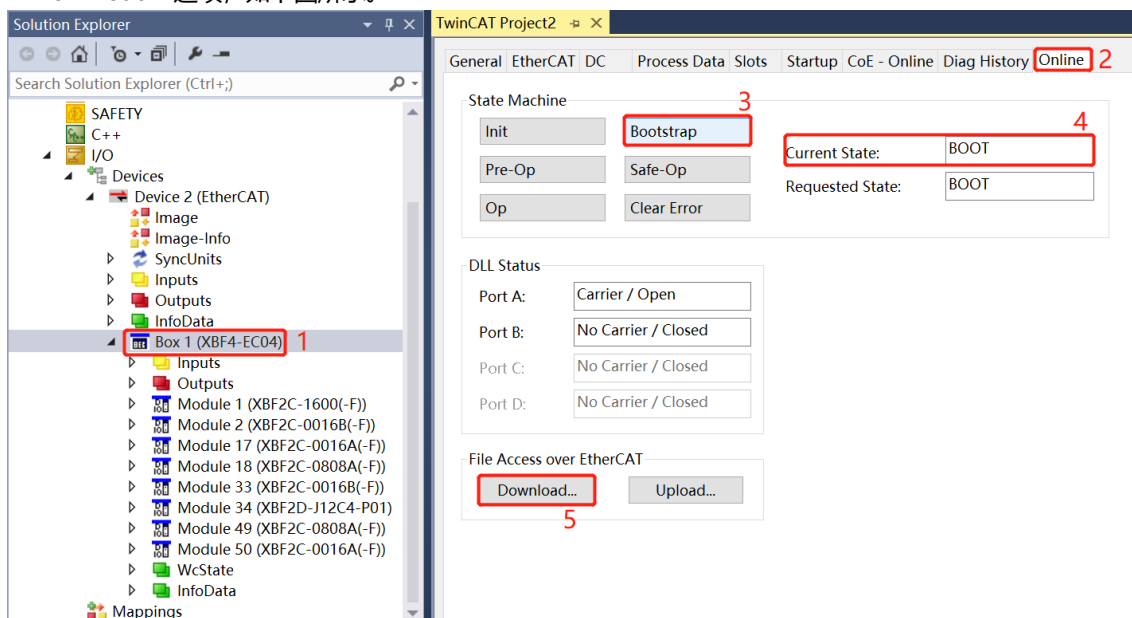 Solution Explorer
Search Solution Explorer (Ctrl+;)
SAFETY
C++
I/O
Devices
Device 2 (EtherCAT)
Image
Image-Info
SyncUnits
Inputs
Outputs
InfoData
Box 1 (XBF4-EC04) 1
Inputs
Outputs
Module 1 (XBF2C-1600(-F))
Module 2 (XBF2C-0016B(-F))
Module 17 (XBF2C-0016A(-F))
Module 18 (XBF2C-0808A(-F))
Module 33 (XBF2C-0016B(-F))
Module 34 (XBF2D-J12C4-P01)
Module 49 (XBF2C-0808A(-F))
Module 50 (XBF2C-0016A(-F))
WcState
InfoData
Mappings
TwinCAT Project2
General EtherCAT DC Process Data Slots Startup CoE - Online Diag History Online 2
State Machine 3
Init Bootstrap
Pre-Op Safe-Op
Op Clear Error
4
Current State: BOOT
Requested State: BOOT
DLL Status
Port A: Carrier / Open
Port B: No Carrier / Closed
Port C: No Carrier / Closed
Port D: No Carrier / Closed
File Access over EtherCAT
Download... Upload...
5